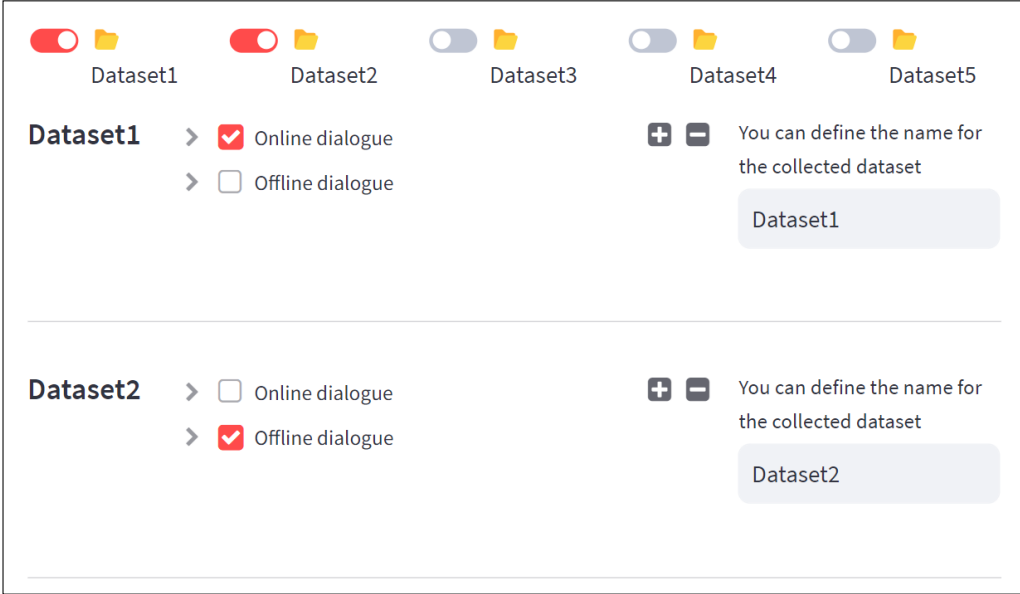 Dataset1
Dataset2
Dataset3
Dataset4
Dataset5
Dataset1
Online dialogue
Offline dialogue
You can define the name for
the collected dataset
Dataset1
Dataset2
Online dialogue
Offline dialogue
You can define the name for
the collected dataset
Dataset2